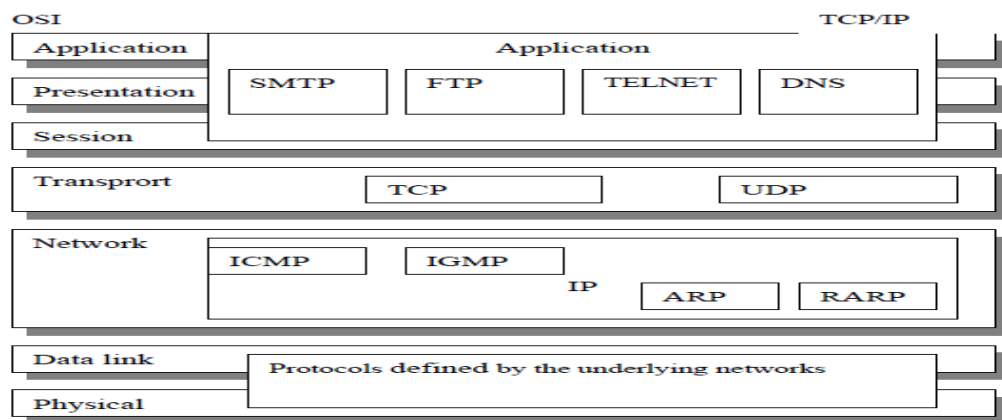 OSI TCP/IP
Application Application
Presentation SMTP FTP TELNET DNS
Session
Transprort TCP UDP
Network
ICMP IGMP
IP ARP RARP
Data link
Protocols defined by the underlying networks
Physical